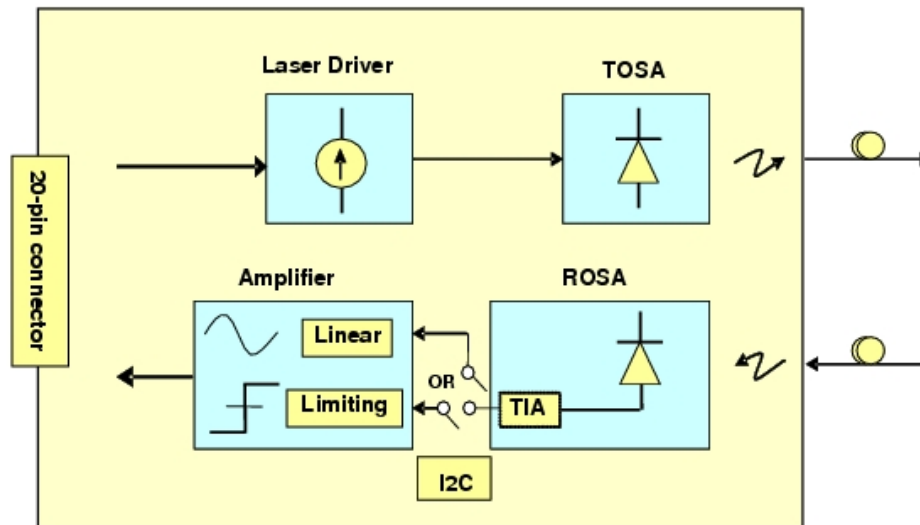 Laser Driver
TOSA
20-pin connector
Amplifier
ROSA
Linear
OR
Limiting
TIA
I2C